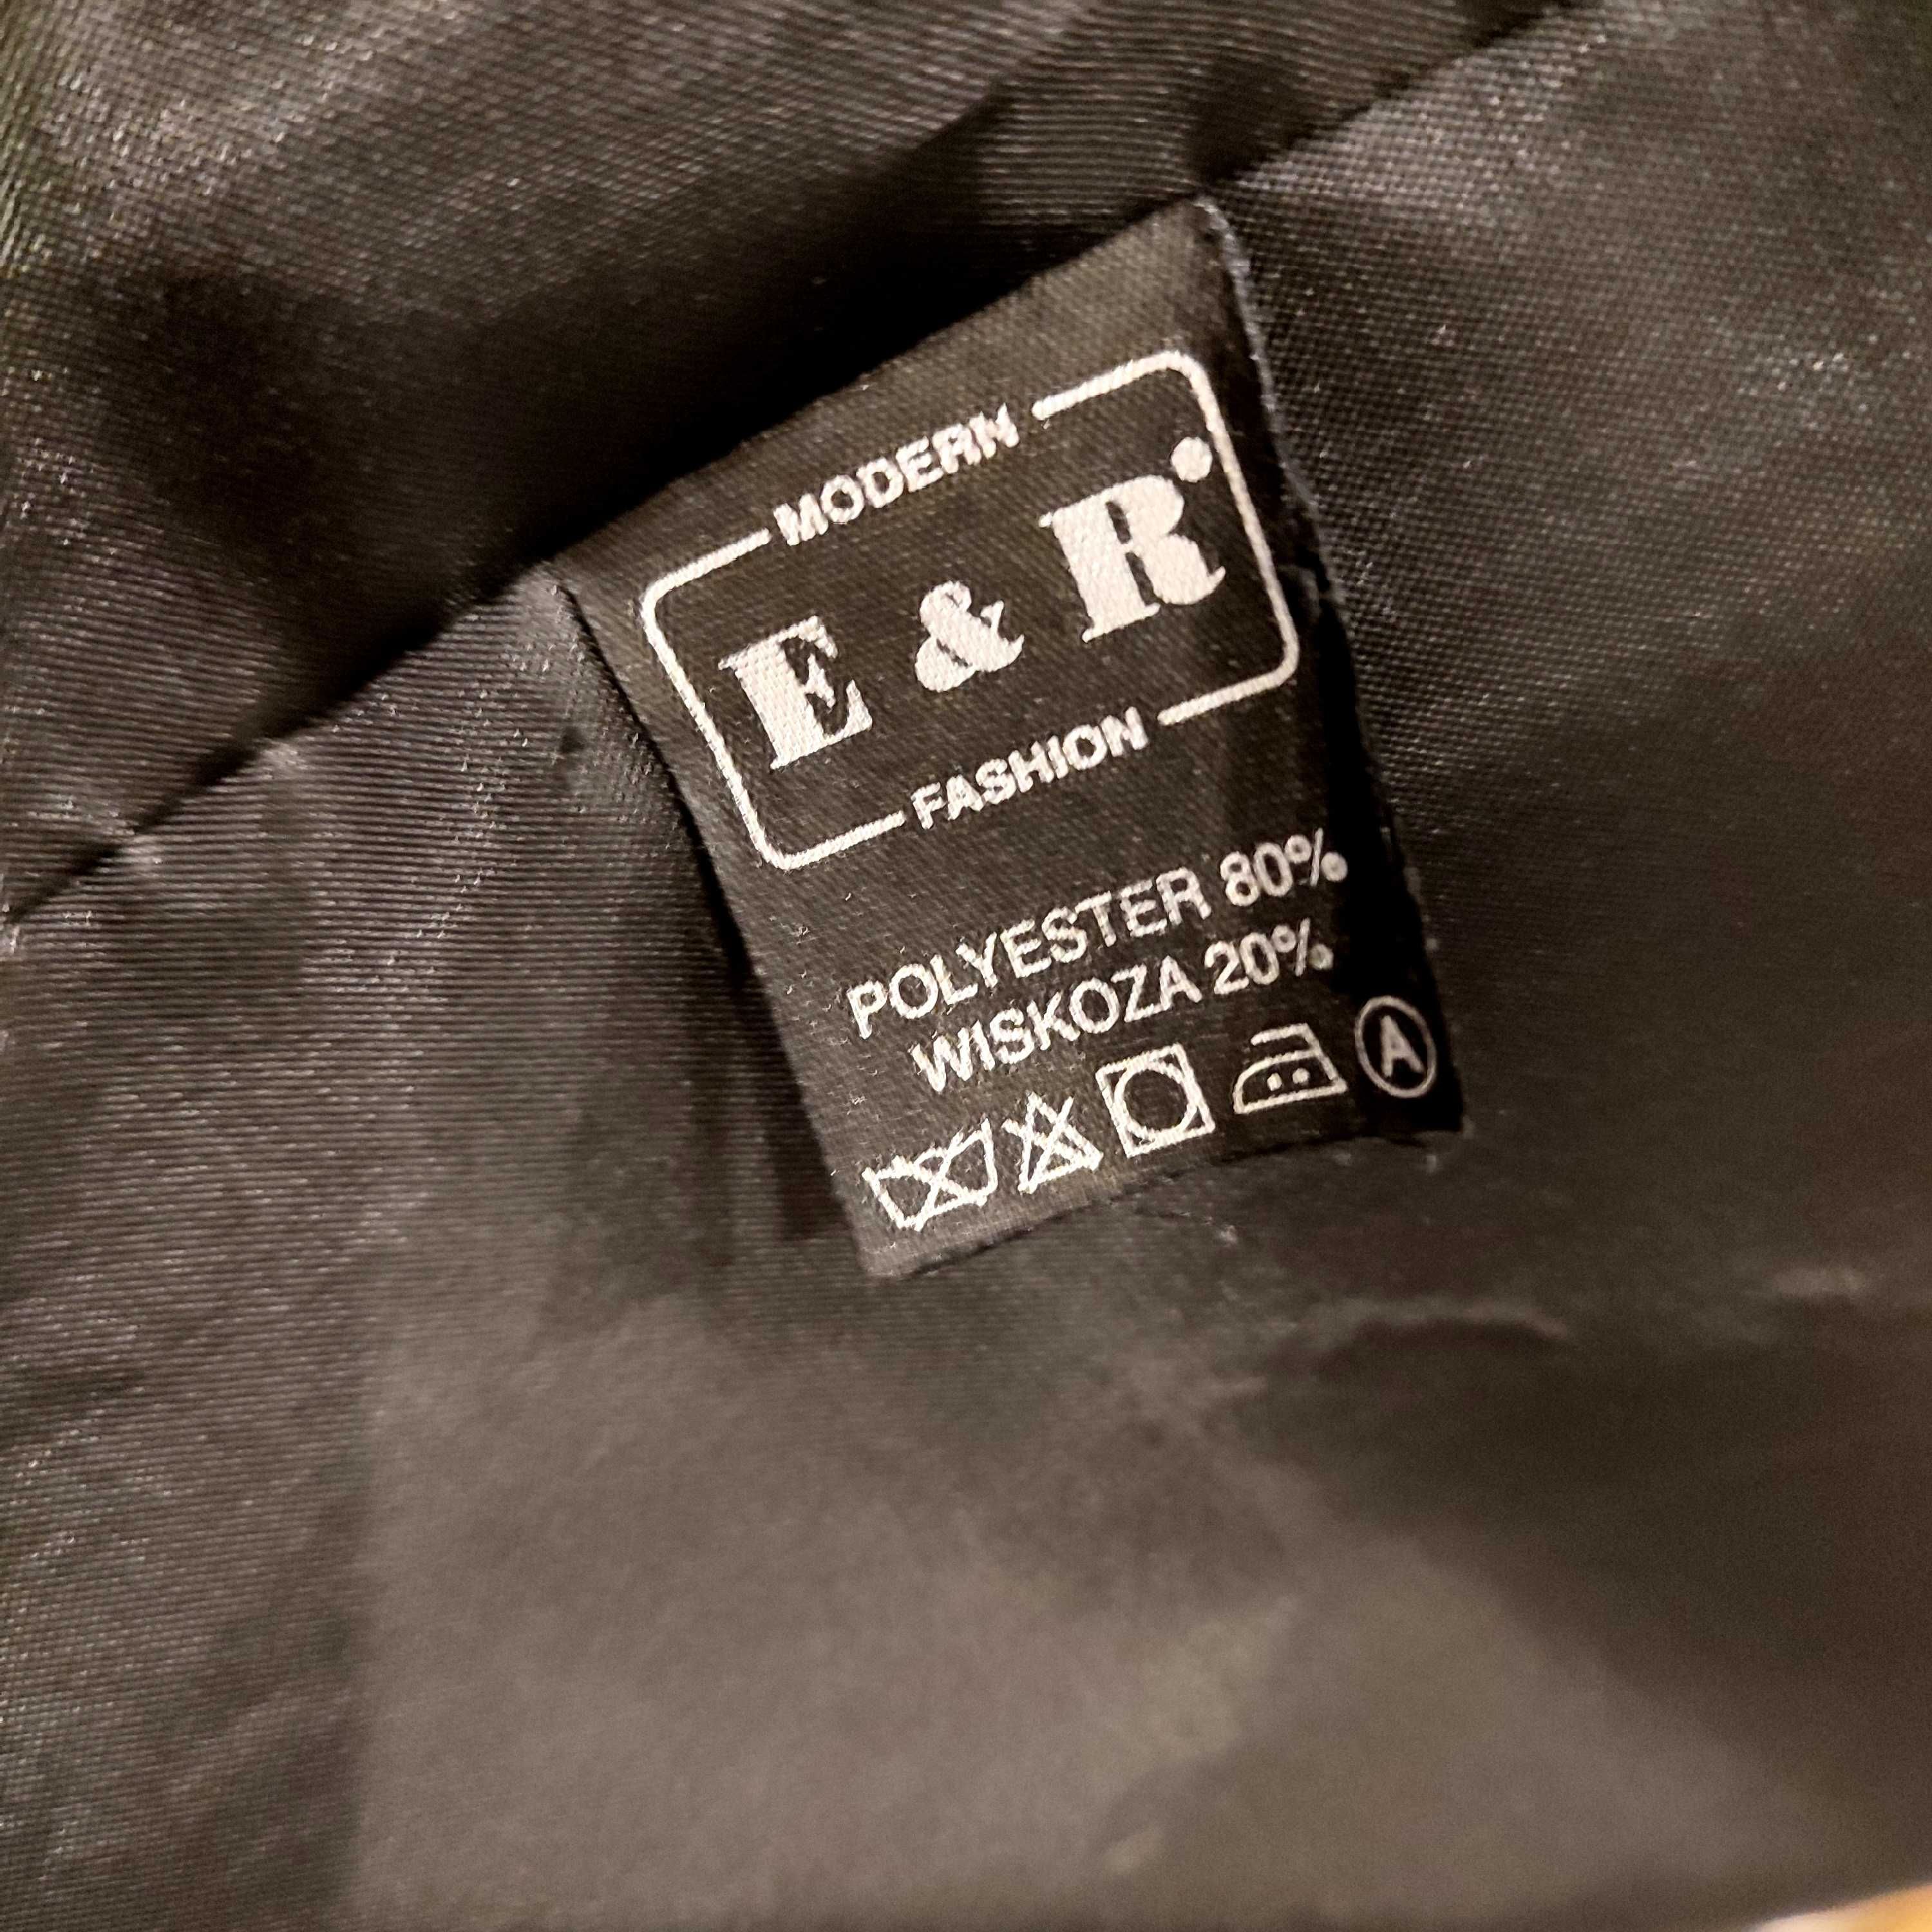 MODERN
E & R
FASHION
POLYESTER 80%
WISKOZA 20%
A